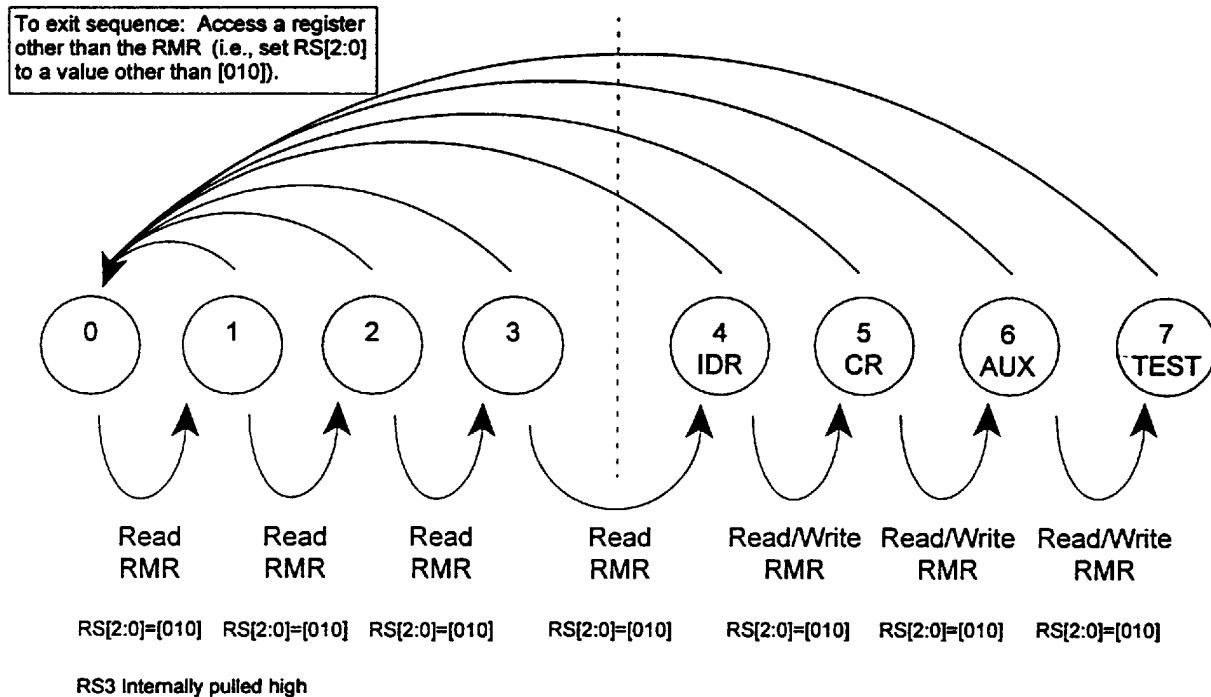 To exit sequence: Access a register
other than the RMR (i.e., set RS[2:0]
to a value other than [010]).
0 1 2 3 4 5 6 7
IDR CR AUX TEST
Read Read Read Read Read/Write Read/Write Read/Write
RMR RMR RMR RMR RMR RMR RMR
RS[2:0]=[010] RS[2:0]=[010] RS[2:0]=[010] RS[2:0]=[010] RS[2:0]=[010] RS[2:0]=[010] RS[2:0]=[010]
RS3 Internally pulled high